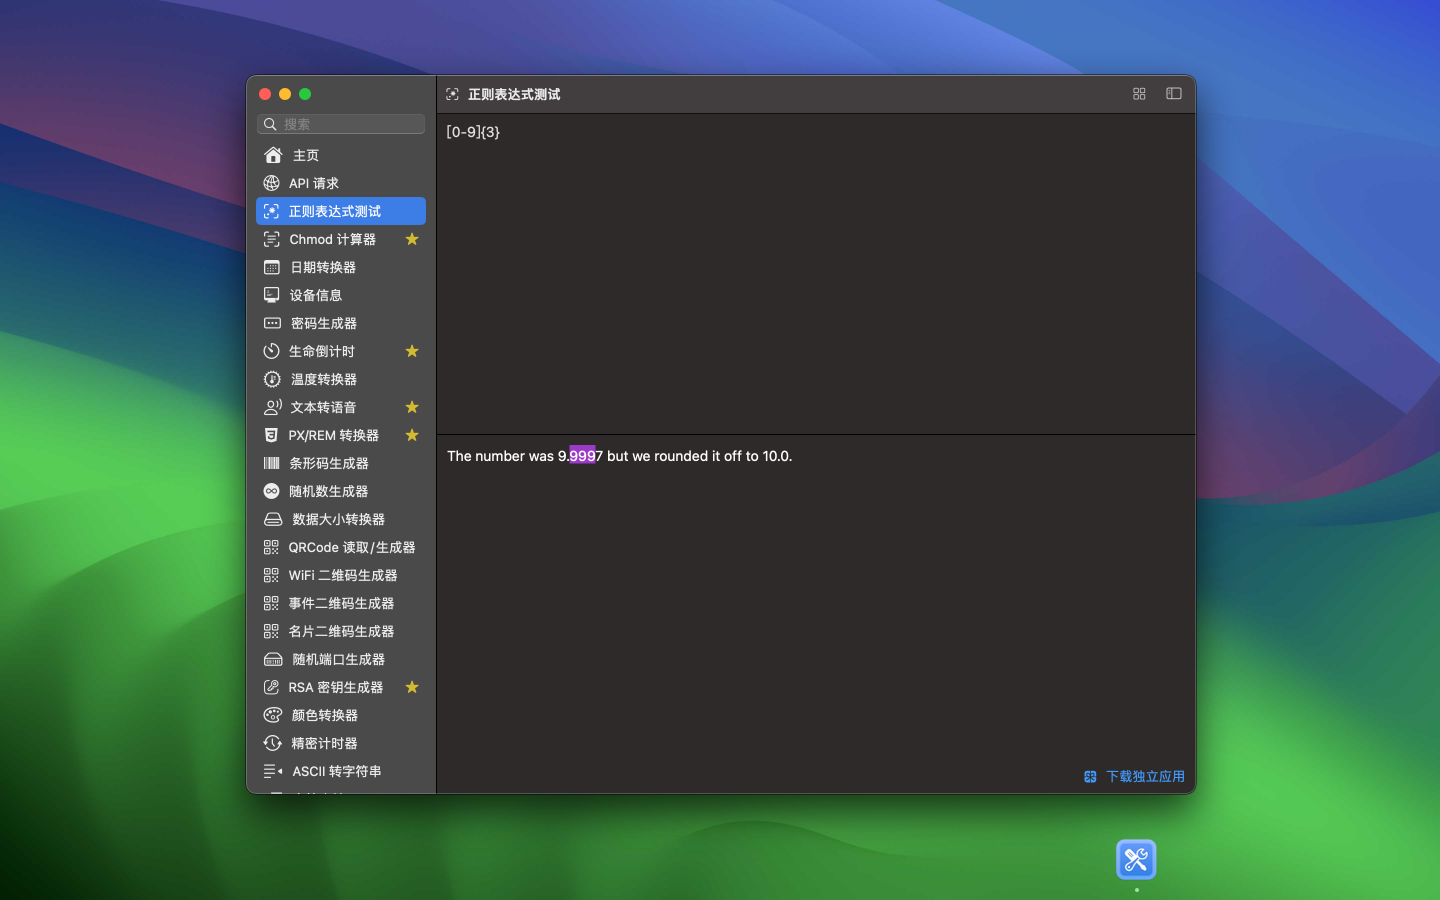 正则表达式测试
搜索
主页
API 请求
正则表达式测试
Chmod 计算器
日期转换器
设备信息
密码生成器
生命倒计时
温度转换器
文本转语音
PX/REM 转换器
条形码生成器
随机数生成器
数据大小转换器
QRCode 读取/生成器
WiFi 二维码生成器
事件二维码生成器
名片二维码生成器
随机端口生成器
RSA 密钥生成器
颜色转换器
精密计时器
ASCII 转字符串
[0-9]{3}
The number was 9.9997 but we rounded it off to 10.0.
下载独立应用